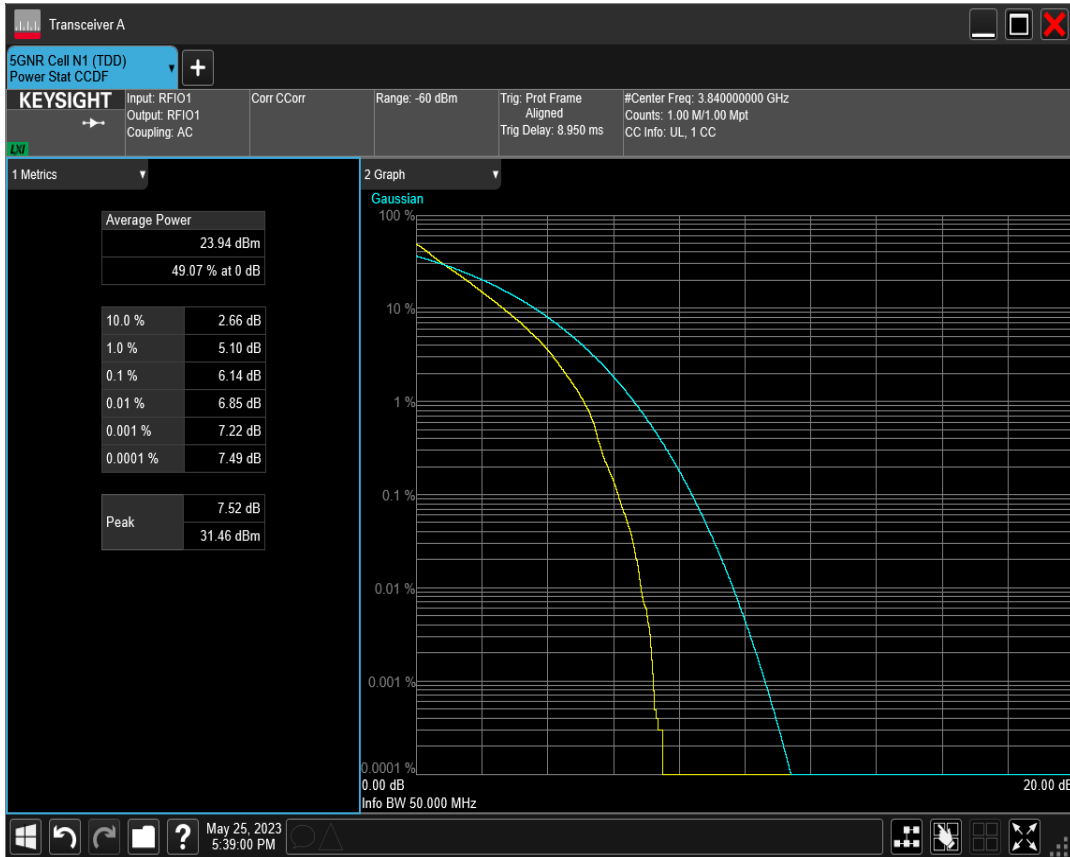 Transceiver A
5GNR Cell N1 (TDD)
Power Stat CCDF
+
KEYSIGHT
LXI
Input: RFIO1
Output: RFIO1
Coupling: AC
Corr CCorr
Range: -60 dBm
Trig: Prot Frame
Aligned
Trig Delay: 8.950 ms
#Center Freq: 3.840000000 GHz
Counts: 1.00 M/1.00 Mpt
CC Info: UL, 1 CC
1 Metrics
Average Power
23.94 dBm
49.07 % at 0 dB
10.0 % 2.66 dB
1.0 % 5.10 dB
0.1 % 6.14 dB
0.01 % 6.85 dB
0.001 % 7.22 dB
0.0001 % 7.49 dB
Peak 7.52 dB
31.46 dBm
2 Graph
Gaussian
100 %
10 %
1 %
0.1 %
0.01 %
0.001 %
0.0001 %
0.00 dB 20.00 dB
Info BW 50.000 MHz
?
May 25, 2023
5:39:00 PM